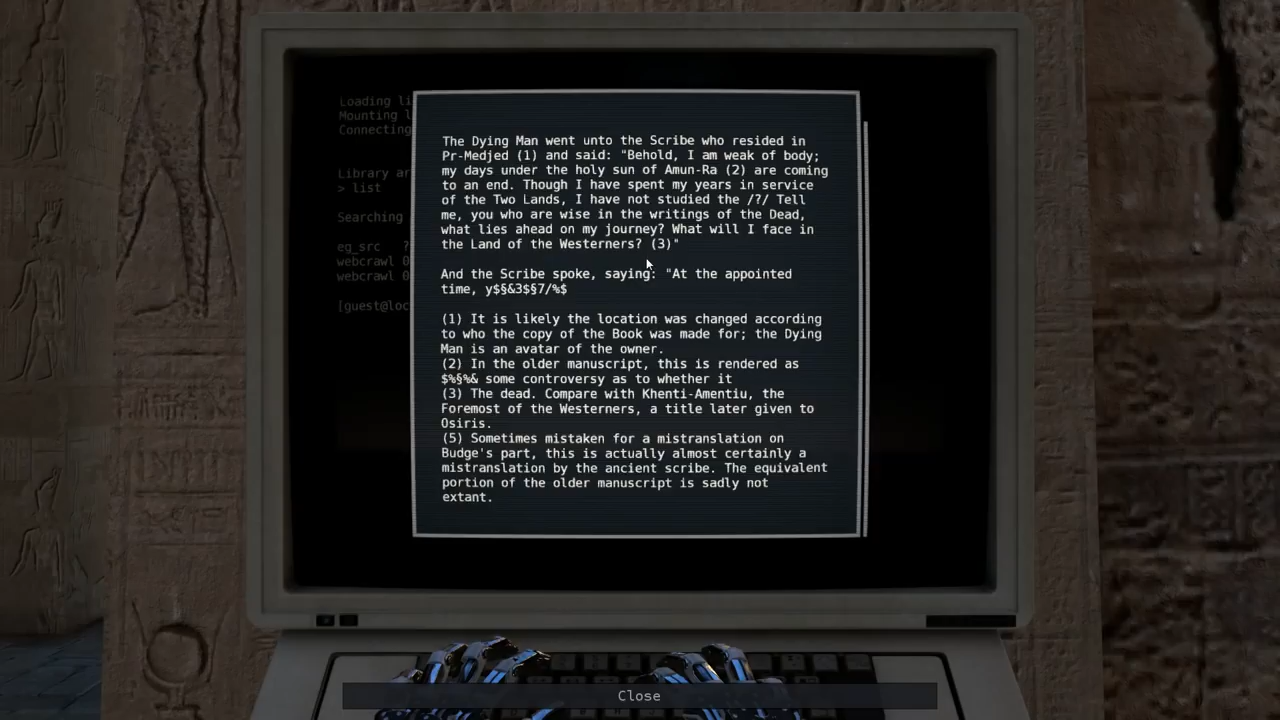 Loading li
Mounting l
Connecting
Library ar
> list
Searching
eg_src ?
webcrawl 0
webcrawl 0
[guest@loc
The Dying Man went unto the Scribe who resided in
Pr-Medjed (1) and said: "Behold, I am weak of body;
my days under the holy sun of Amun-Ra (2) are coming
to an end. Though I have spent my years in service
of the Two Lands, I have not studied the /?/ Tell
me, you who are wise in the writings of the Dead,
what lies ahead on my journey? What will I face in
the Land of the Westerners? (3)"
And the Scribe spoke, saying: "At the appointed
time, y$§&3$§7/%$
(1) It is likely the location was changed according
to who the copy of the Book was made for; the Dying
Man is an avatar of the owner.
(2) In the older manuscript, this is rendered as
$%§%& some controversy as to whether it
(3) The dead. Compare with Khenti-Amentiu, the
Foremost of the Westerners, a title later given to
Osiris.
(5) Sometimes mistaken for a mistranslation on
Budge's part, this is actually almost certainly a
mistranslation by the ancient scribe. The equivalent
portion of the older manuscript is sadly not
extant.
Close